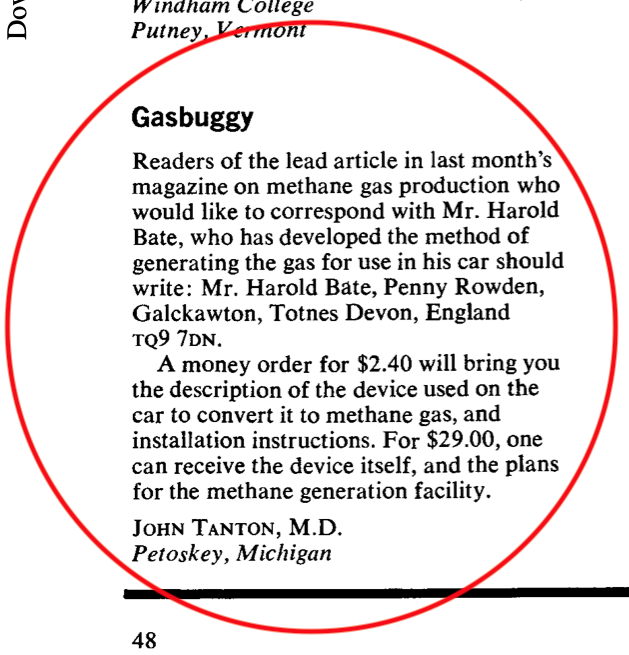 Dow
Windham College
Putney, Vermont
Gasbuggy
Readers of the lead article in last month's
magazine on methane gas production who
would like to correspond with Mr. Harold
Bate, who has developed the method of
generating the gas for use in his car should
write: Mr. Harold Bate, Penny Rowden,
Galckawton, Totnes Devon, England
TQ9 7DN.
A money order for $2.40 will bring you
the description of the device used on the
car to convert it to methane gas, and
installation instructions. For $29.00, one
can receive the device itself, and the plans
for the methane generation facility.
JOHN TANTON, M.D.
Petoskey, Michigan
48